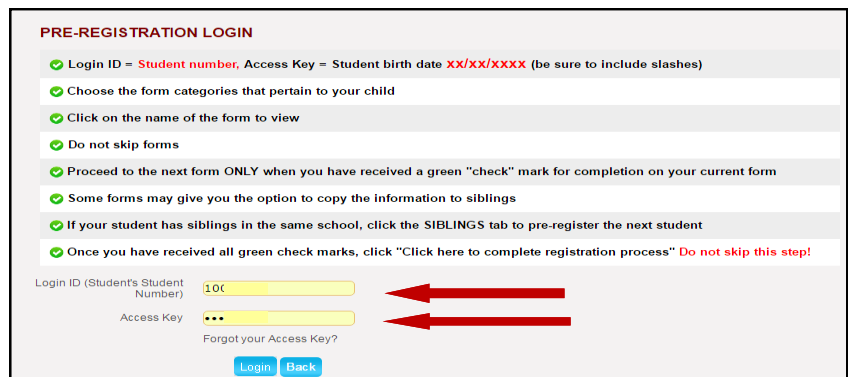 PRE-REGISTRATION LOGIN
Login ID = Student number, Access Key = Student birth date XX/XX/XXXX (be sure to include slashes)
Choose the form categories that pertain to your child
Click on the name of the form to view
Do not skip forms
Proceed to the next form ONLY when you have received a green "check" mark for completion on your current form
Some forms may give you the option to copy the information to siblings
If your student has siblings in the same school, click the SIBLINGS tab to pre-register the next student
Once you have received all green check marks, click "Click here to complete registration process" Do not skip this step!
Login ID (Student's Student
Number)
100
Access Key
•••
Forgot your Access Key?
Login Back